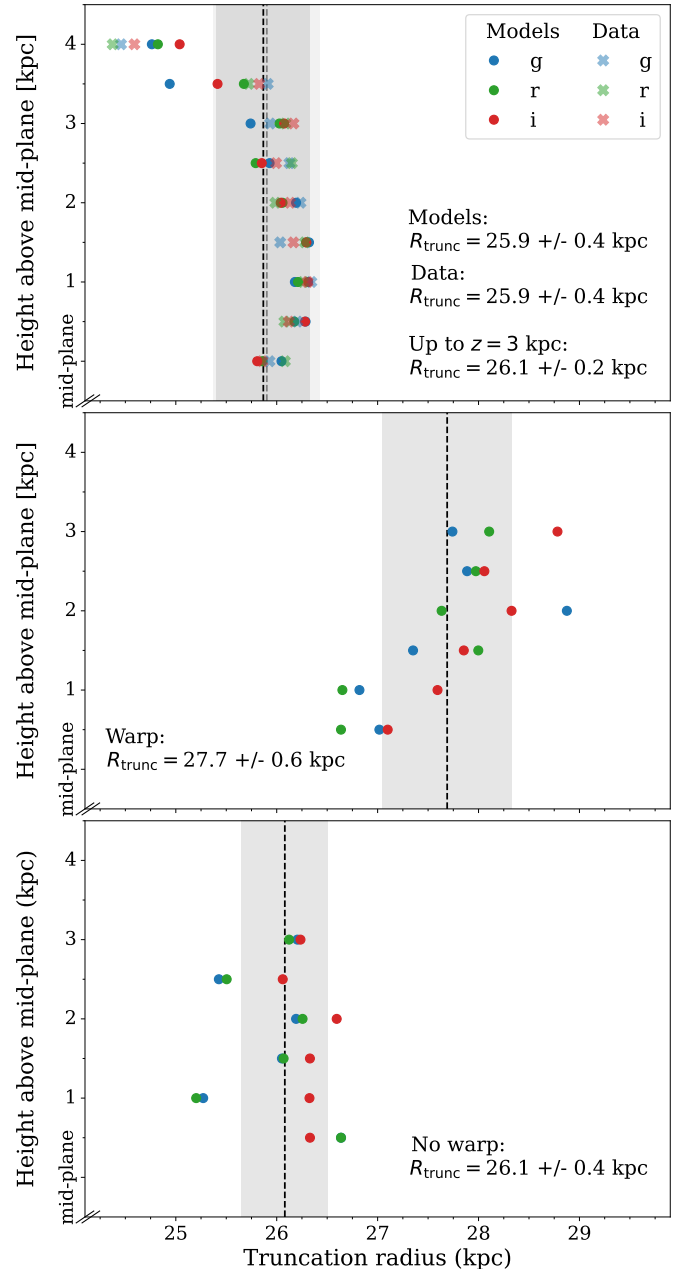 Models Data
g g
r r
i i
Height above mid-plane [kpc]
4
3
2
1
mid-plane
Models:
R_trunc = 25.9 +/- 0.4 kpc
Data:
R_trunc = 25.9 +/- 0.4 kpc
Up to z = 3 kpc:
R_trunc = 26.1 +/- 0.2 kpc
Height above mid-plane [kpc]
4
3
2
1
mid-plane
Warp:
R_trunc = 27.7 +/- 0.6 kpc
Height above mid-plane (kpc)
4
3
2
1
mid-plane
No warp:
R_trunc = 26.1 +/- 0.4 kpc
25 26 27 28 29
Truncation radius (kpc)